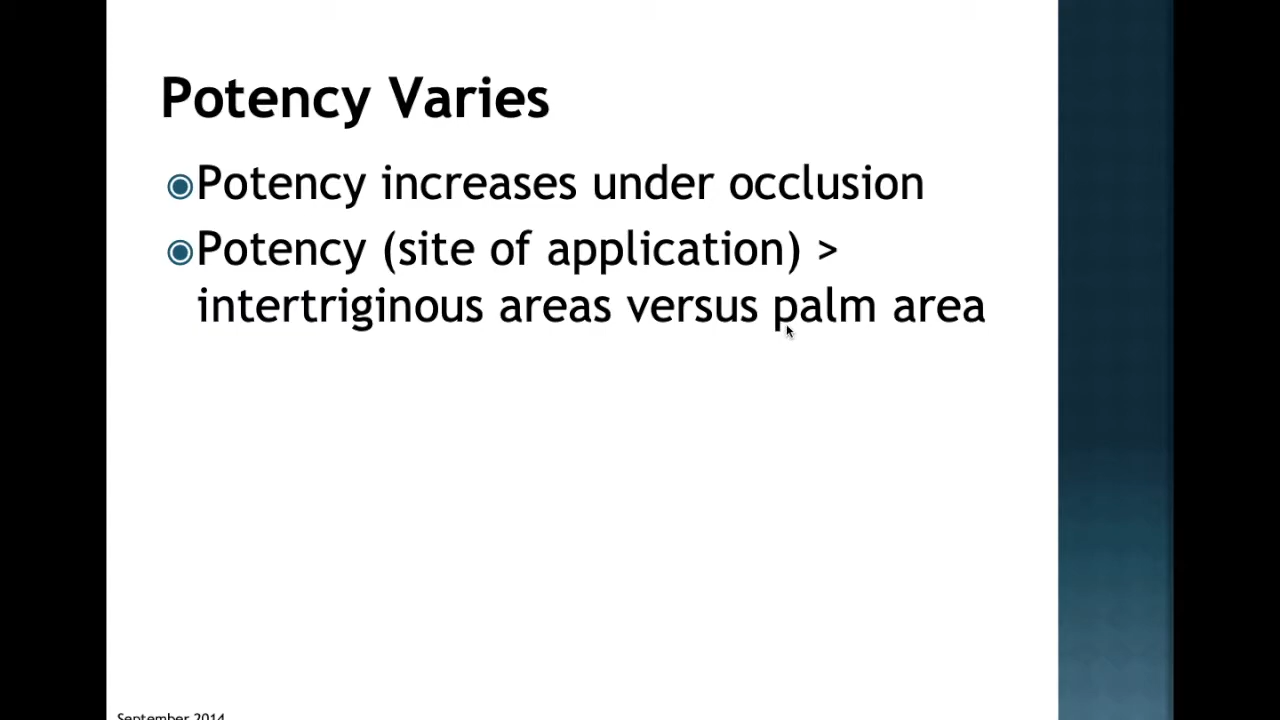 Potency Varies
Potency increases under occlusion
Potency (site of application) >
intertriginous areas versus palm area
September 2014